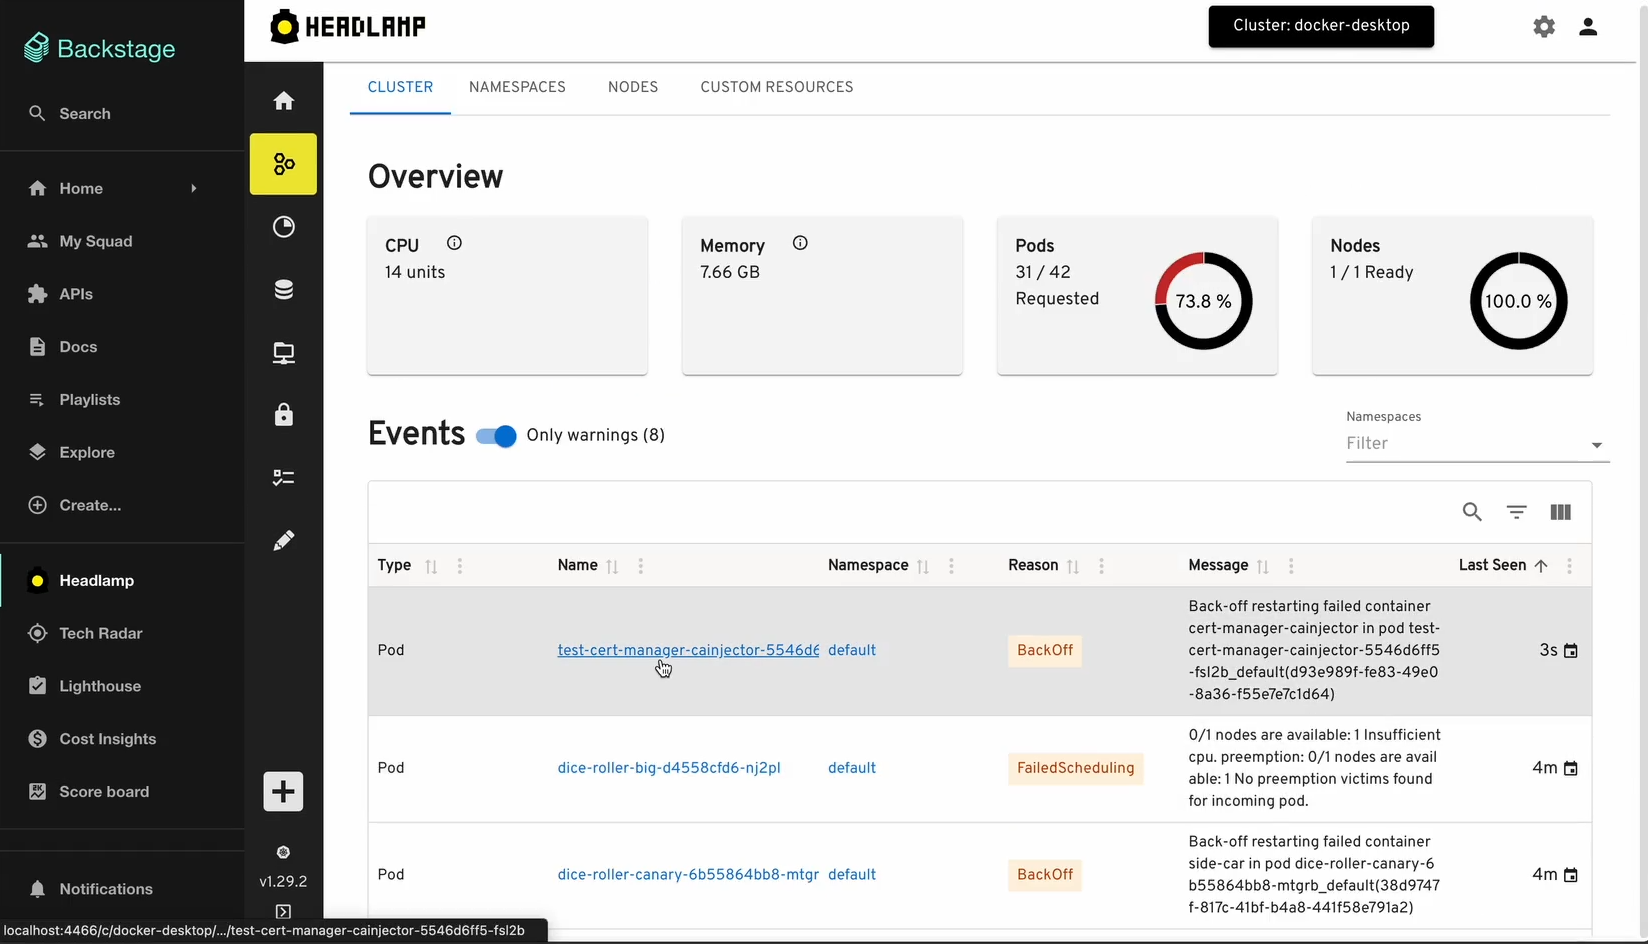 Backstage
Search
Home
My Squad
APIs
Docs
Playlists
Explore
Create...
Headlamp
Tech Radar
Lighthouse
Cost Insights
Score board
Notifications
HEADLAMP
Cluster: docker-desktop
v1.29.2
CLUSTER NAMESPACES NODES CUSTOM RESOURCES
Overview
CPU
14 units
Memory
7.66 GB
Pods
31 / 42
Requested
73.8 %
Nodes
1 / 1 Ready
100.0 %
Events Only warnings (8)
Namespaces
Filter
Type Name Namespace Reason Message Last Seen
Pod test-cert-manager-cainjector-5546d6 default BackOff
Back-off restarting failed container
cert-manager-cainjector in pod test-
cert-manager-cainjector-5546d6ff5
-fsl2b_default(d93e989f-fe83-49e0
-8a36-f55e7e7c1d64)
3s
Pod dice-roller-big-d4558cfd6-nj2pl default FailedScheduling
0/1 nodes are available: 1 Insufficient
cpu. preemption: 0/1 nodes are avail
able: 1 No preemption victims found
for incoming pod.
4m
Pod dice-roller-canary-6b55864bb8-mtgr default BackOff
Back-off restarting failed container
side-car in pod dice-roller-canary-6
b55864bb8-mtgrb_default(38d9747
f-817c-41bf-b4a8-441f58e791a2)
4m
localhost:4466/c/docker-desktop/.../test-cert-manager-cainjector-5546d6ff5-fsl2b